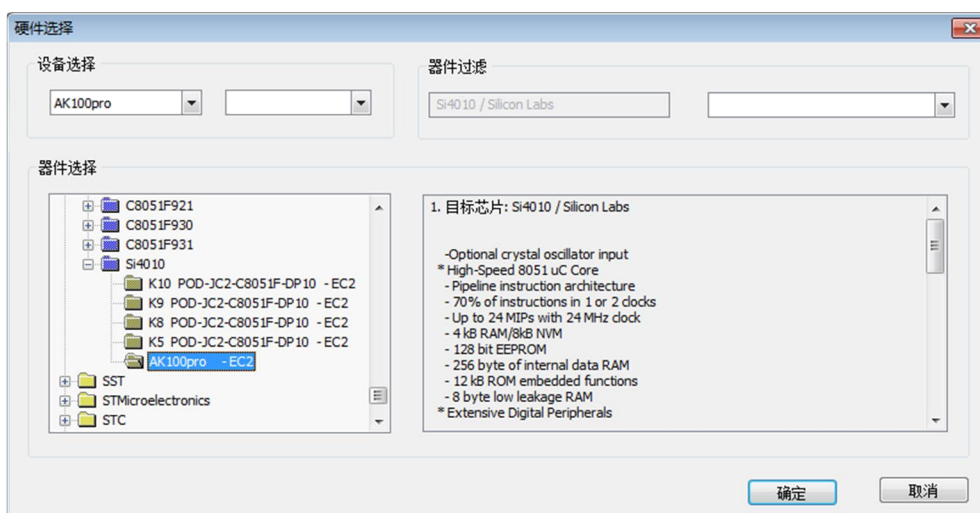 硬件选择
设备选择
AK100pro
器件过滤
Si4010 / Silicon Labs
器件选择
C8051F921
C8051F930
C8051F931
Si4010
K10 POD-JC2-C8051F-DP10 - EC2
K9 POD-JC2-C8051F-DP10 - EC2
K8 POD-JC2-C8051F-DP10 - EC2
K5 POD-JC2-C8051F-DP10 - EC2
AK100pro - EC2
SST
STMicroelectronics
STC
1. 目标芯片: Si4010 / Silicon Labs
-Optional crystal oscillator input
* High-Speed 8051 uC Core
- Pipeline instruction architecture
- 70% of instructions in 1 or 2 clocks
- Up to 24 MIPs with 24 MHz clock
- 4 kB RAM/8kB NVM
- 128 bit EEPROM
- 256 byte of internal data RAM
- 12 kB ROM embedded functions
- 8 byte low leakage RAM
* Extensive Digital Peripherals
确定
取消